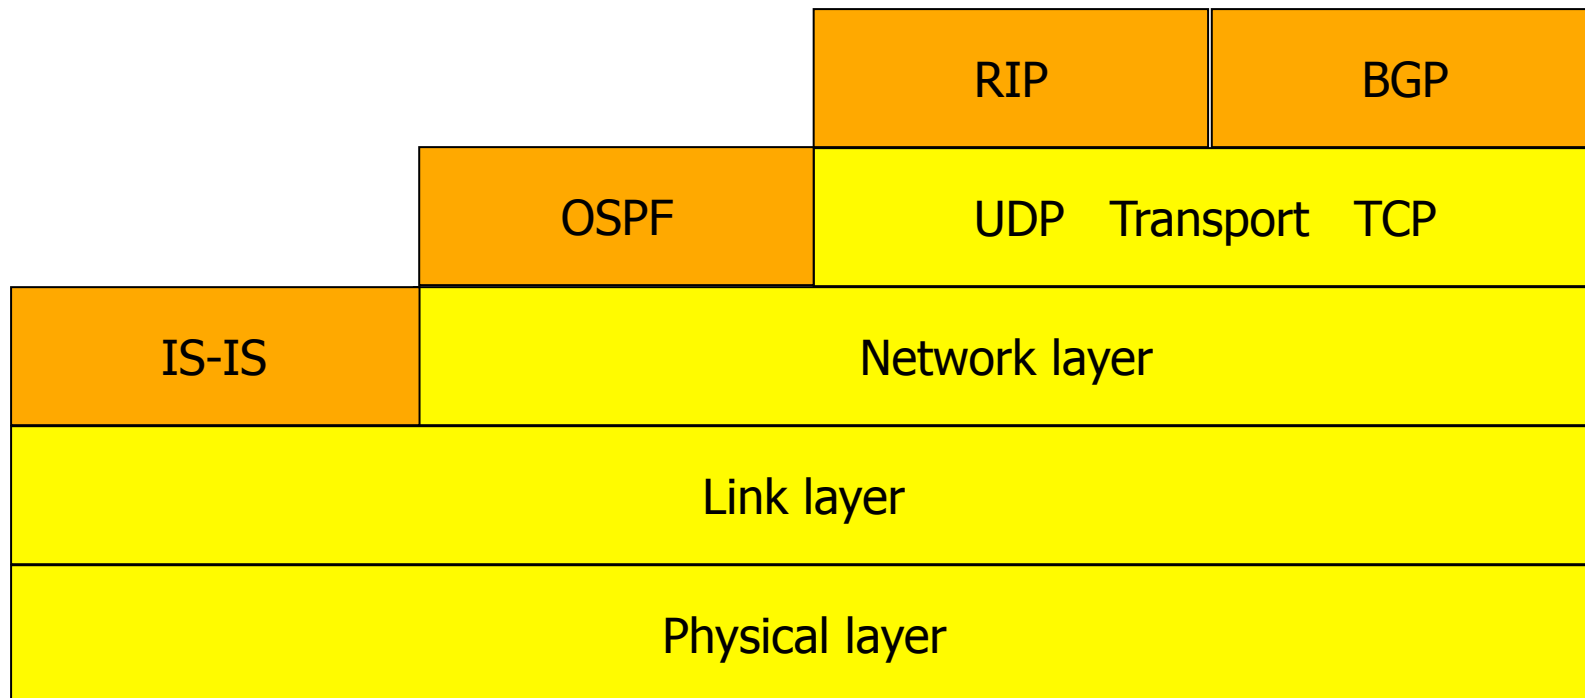 RIP BGP
OSPF UDP Transport TCP
IS-IS Network layer
Link layer
Physical layer